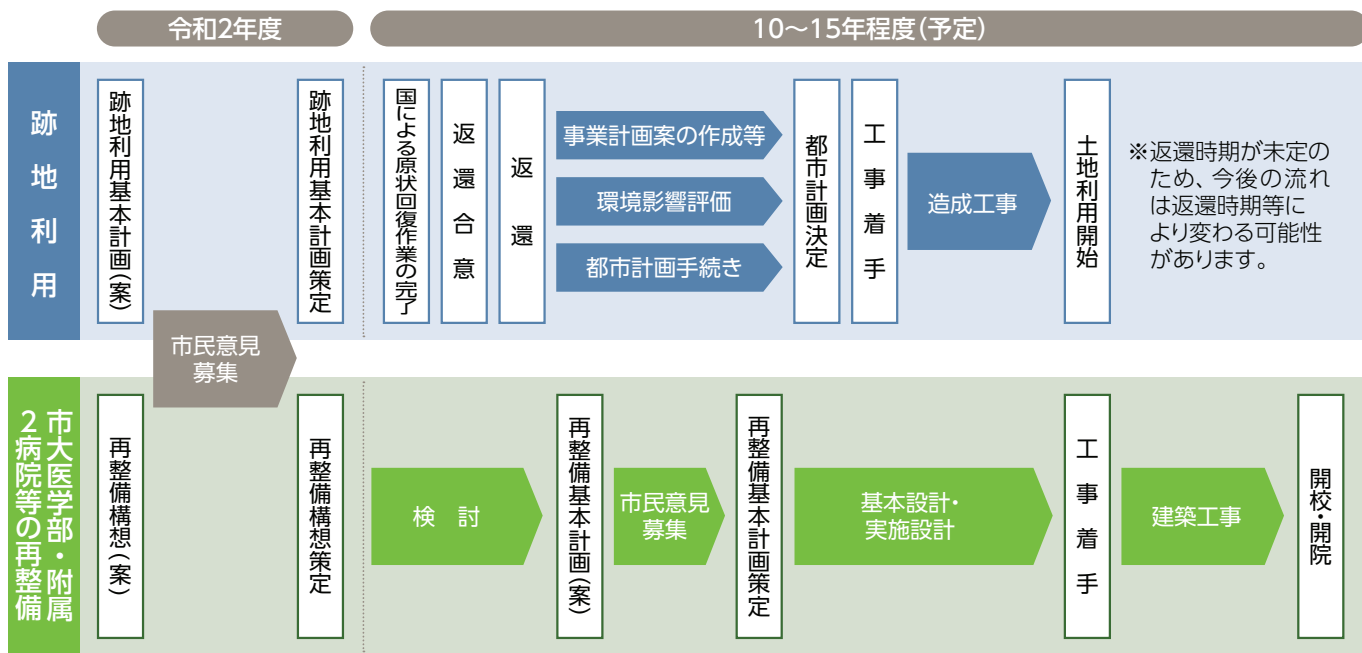 令和2年度
10～15年程度(予定)
跡地利用
跡地利用基本計画(案)
跡地利用基本計画策定
国による原状回復作業の完了
返還合意
返還
事業計画案の作成等
環境影響評価
都市計画手続き
都市計画決定
工事着手
造成工事
土地利用開始
※返還時期が未定の
ため、今後の流れ
は返還時期等に
より変わる可能性
があります。
市民意見
募集
市大医学部・附属
2病院等の再整備
再整備構想(案)
再整備構想策定
検討
再整備基本計画(案)
市民意見
募集
再整備基本計画策定
基本設計・
実施設計
工事着手
建築工事
開校・開院